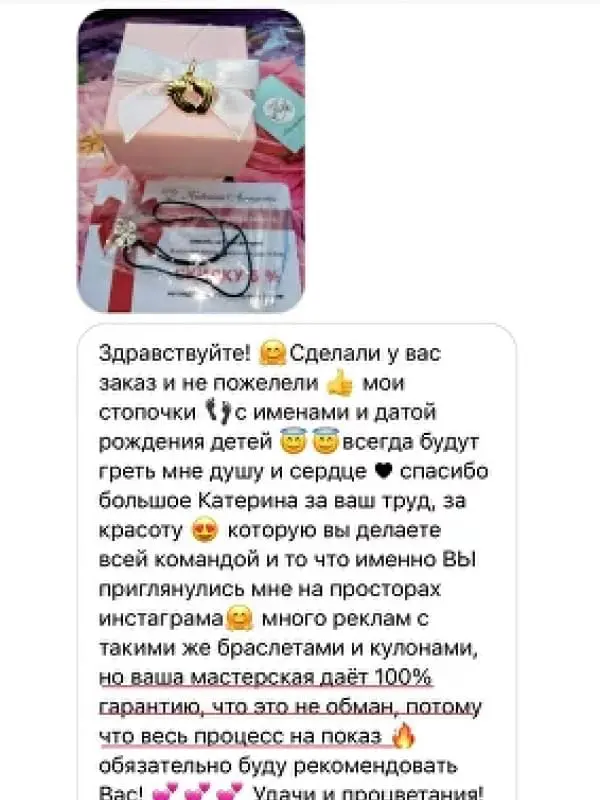 СКИДКУ 5 %
Здравствуйте! 🤗Сделали у вас
заказ и не пожелели 👍 мои
стопочки 👣с именами и датой
рождения детей 😇😇всегда будут
греть мне душу и сердце 🖤 спасибо
большое Катерина за ваш труд, за
красоту 😍 которую вы делаете
всей командой и то что именно ВЫ
приглянулись мне на просторах
инстаграма🤗 много реклам с
такими же браслетами и кулонами,
но ваша мастерская даёт 100%
гарантию, что это не обман, потому
что весь процесс на показ 🔥
обязательно буду рекомендовать
Вас! 💕💕💕 Удачи и процветания!